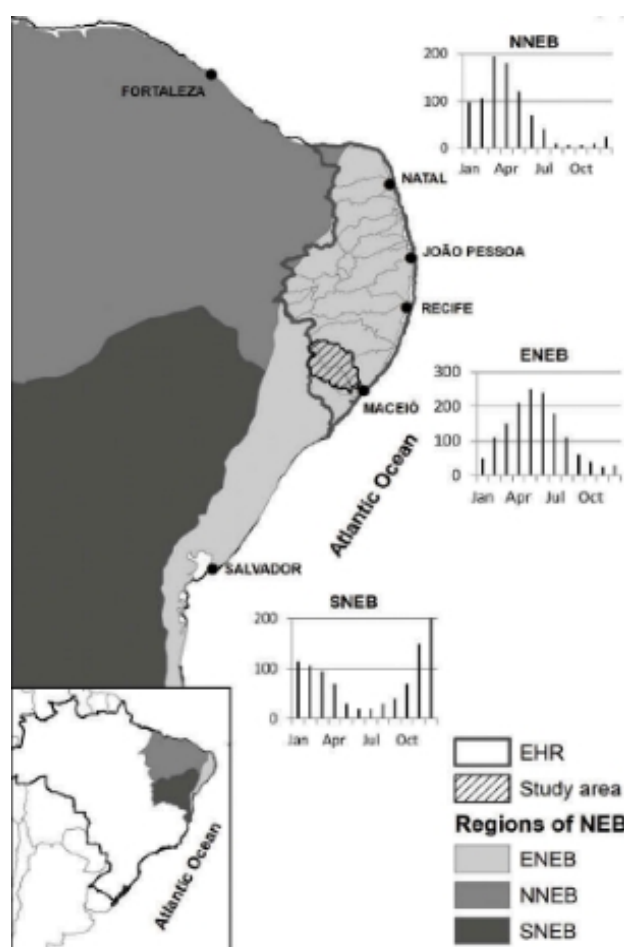 NNEB
200
100
0
Jan Apr Jul Oct
FORTALEZA
NATAL
JOÃO PESSOA
RECIFE
MACEIÓ
ENEB
300
200
100
0
Jan Apr Jul Oct
Atlantic Ocean
SALVADOR
SNEB
200
100
0
Jan Apr Jul Oct
Atlantic Ocean
EHR
Study area
Regions of NEB
ENEB
NNEB
SNEB